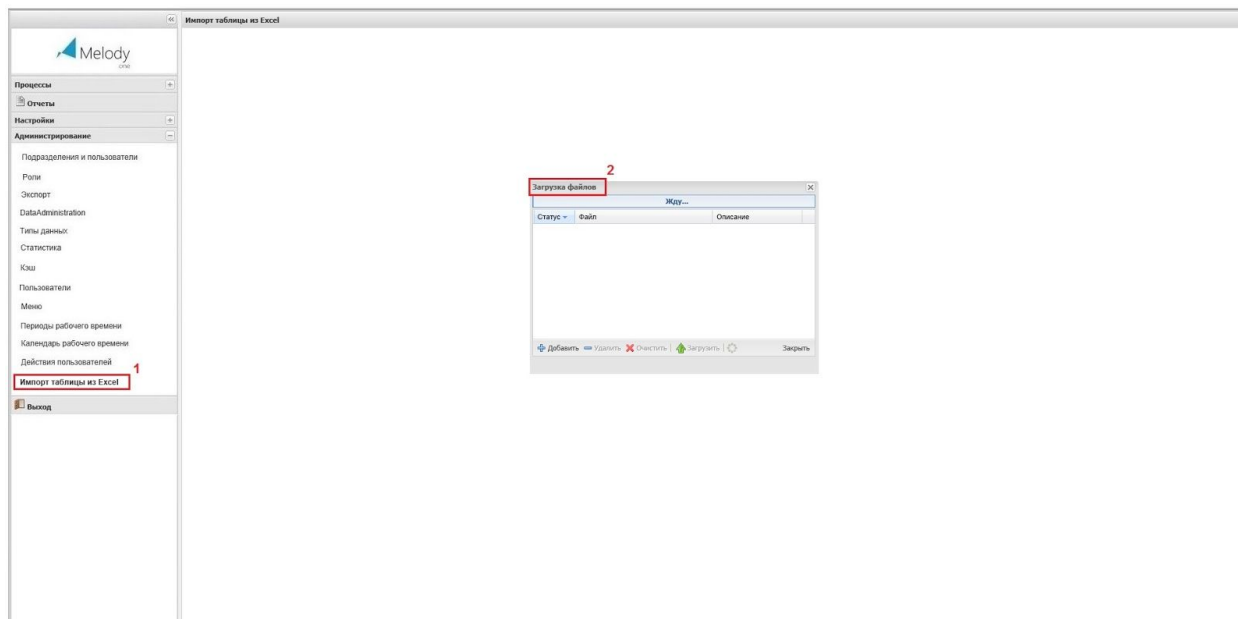 Импорт таблицы из Excel
Melody
one
Процессы
Отчеты
Настройки
Администрирование
Подразделения и пользователи
Роли
Экспорт
DataAdministration
Типы данных
Статистика
Кэш
Пользователи
Меню
Периоды рабочего времени
Календарь рабочего времени
Действия пользователей
1
Импорт таблицы из Excel
Выход
2
Загрузка файлов
Жду...
Статус Файл Описание
Добавить Удалить Очистить Загрузить Закрыть